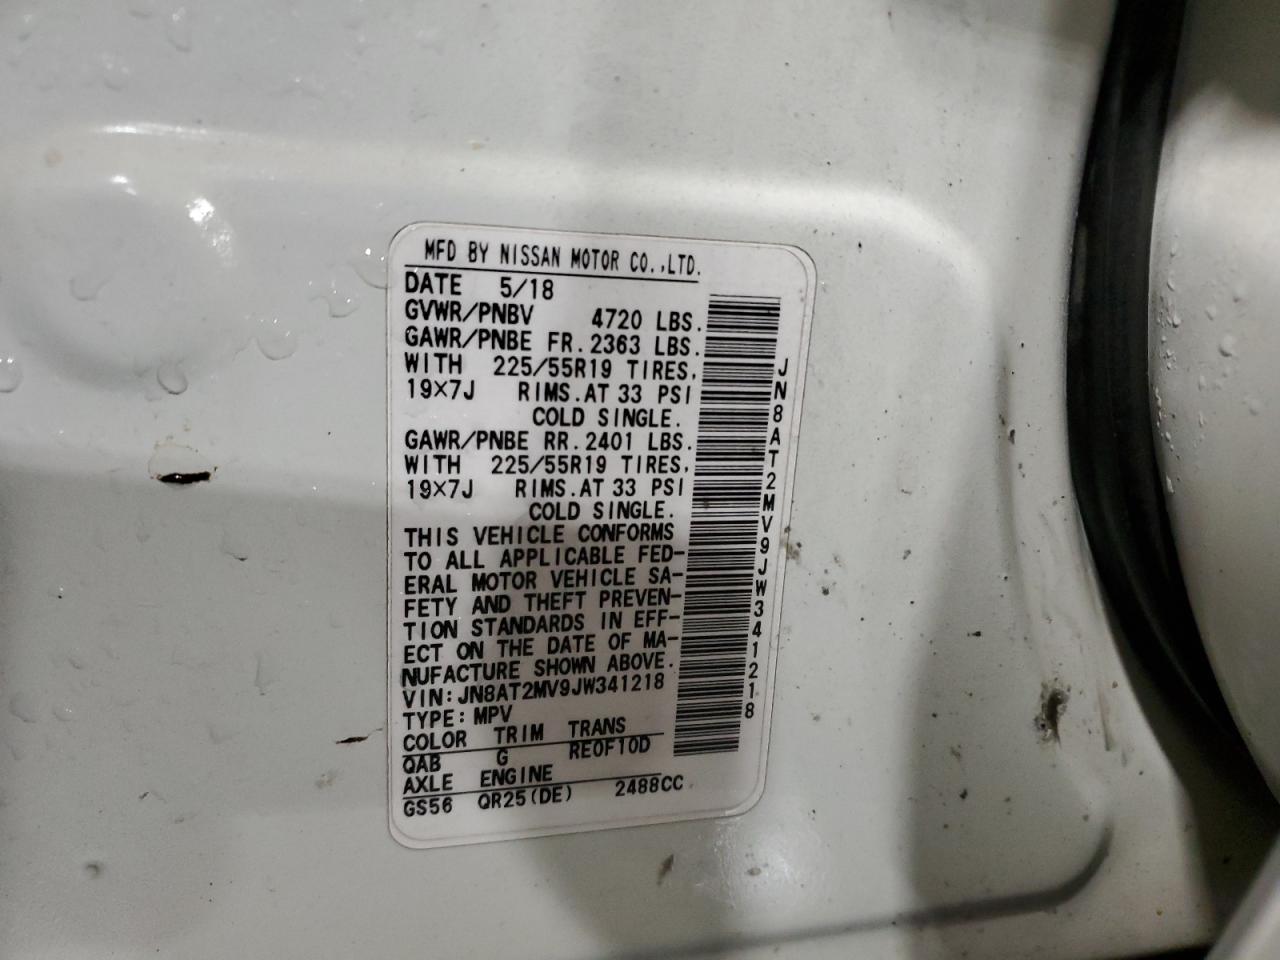 MFD BY NISSAN MOTOR CO.,LTD.
DATE 5/18
GVWR/PNBV 4720 LBS.
GAWR/PNBE FR. 2363 LBS.
WITH 225/55R19 TIRES,
19×7J RIMS. AT 33 PSI
COLD SINGLE.
GAWR/PNBE RR. 2401 LBS.
WITH 225/55R19 TIRES,
19×7J RIMS. AT 33 PSI
COLD SINGLE.
THIS VEHICLE CONFORMS
TO ALL APPLICABLE FED-
ERAL MOTOR VEHICLE SA-
FETY AND THEFT PREVEN-
TION STANDARDS IN EFF-
ECT ON THE DATE OF MA-
NUFACTURE SHOWN ABOVE.
VIN: JN8AT2MV9JW341218
TYPE: MPV
COLOR TRIM TRANS
QAB G RE0F10D
AXLE ENGINE
GS56 QR25(DE) 2488CC
JN8AT2MV9JW341218